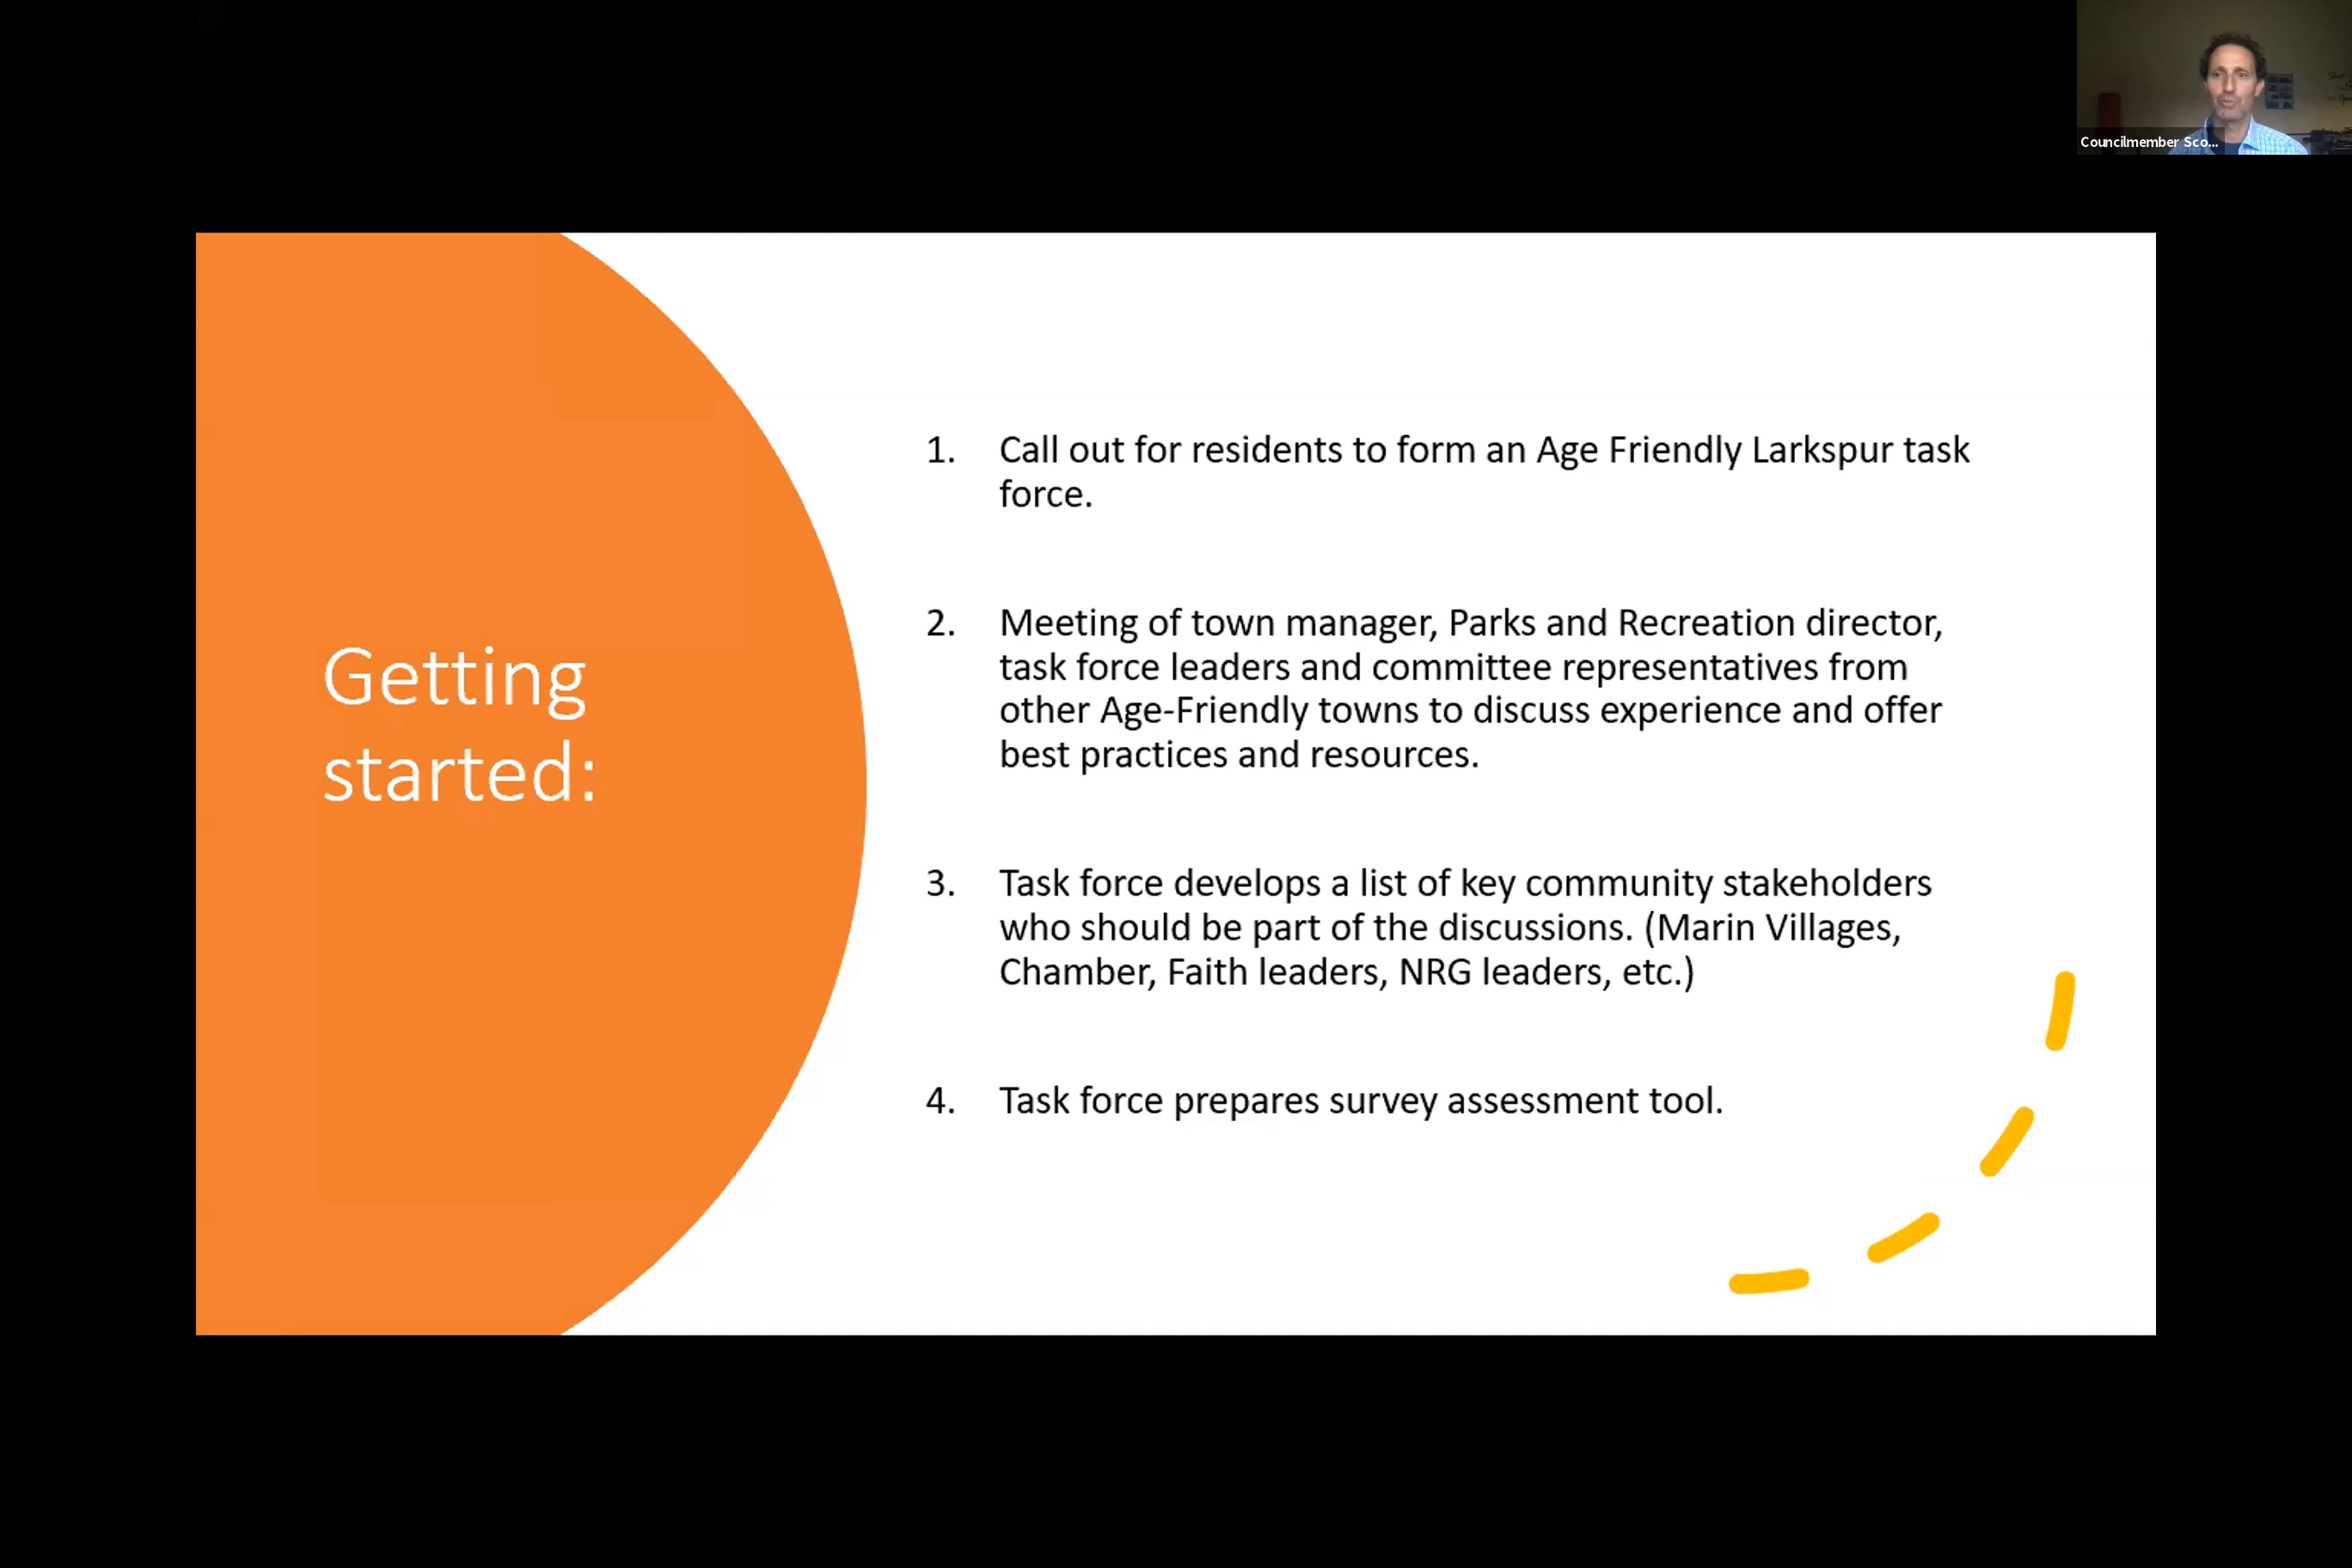 Councilmember Sco...
Getting
started:
1. Call out for residents to form an Age Friendly Larkspur task
force.
2. Meeting of town manager, Parks and Recreation director,
task force leaders and committee representatives from
other Age-Friendly towns to discuss experience and offer
best practices and resources.
3. Task force develops a list of key community stakeholders
who should be part of the discussions. (Marin Villages,
Chamber, Faith leaders, NRG leaders, etc.)
4. Task force prepares survey assessment tool.